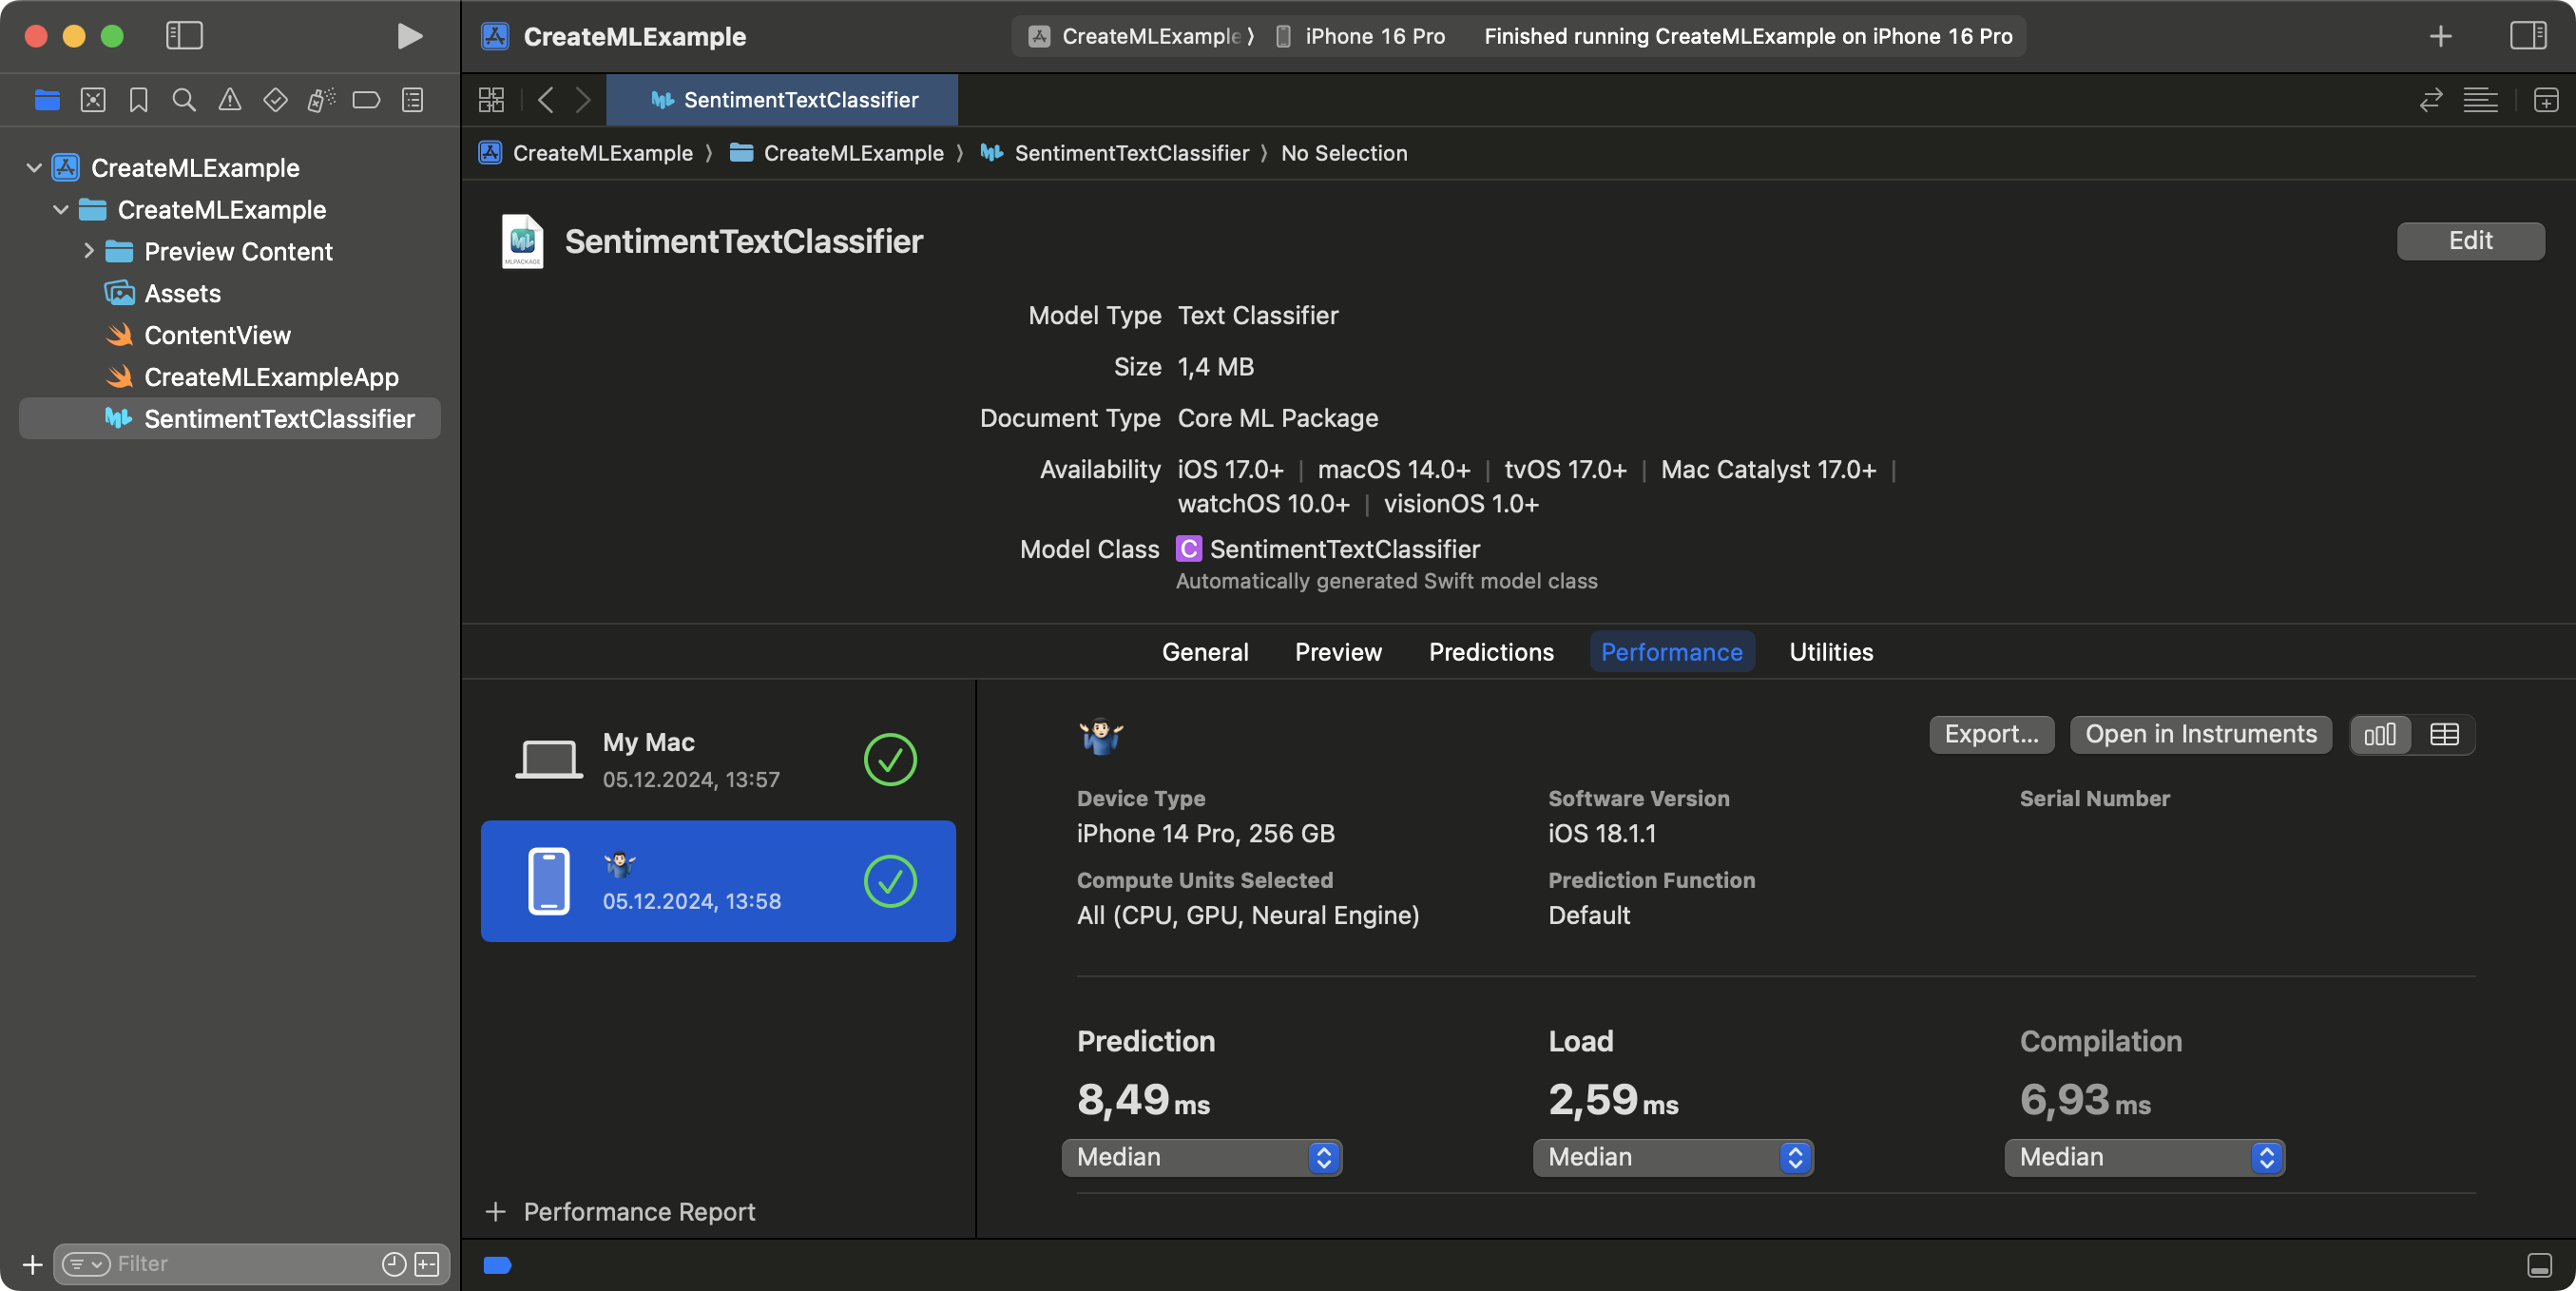 CreateMLExample
CreateMLExample ⟩ iPhone 16 Pro Finished running CreateMLExample on iPhone 16 Pro
SentimentTextClassifier
CreateMLExample ⟩ CreateMLExample ⟩ SentimentTextClassifier ⟩ No Selection
CreateMLExample
CreateMLExample
Preview Content
Assets
ContentView
CreateMLExampleApp
SentimentTextClassifier
Filter
MLPACKAGE
SentimentTextClassifier
Edit
Model Type Text Classifier
Size 1,4 MB
Document Type Core ML Package
Availability iOS 17.0+ | macOS 14.0+ | tvOS 17.0+ | Mac Catalyst 17.0+ |
watchOS 10.0+ | visionOS 1.0+
Model Class C SentimentTextClassifier
Automatically generated Swift model class
General Preview Predictions Performance Utilities
My Mac
05.12.2024, 13:57
🤷🏻‍♂️
05.12.2024, 13:58
Performance Report
🤷🏻‍♂️
Export... Open in Instruments
Device Type Software Version Serial Number
iPhone 14 Pro, 256 GB iOS 18.1.1
Compute Units Selected Prediction Function
All (CPU, GPU, Neural Engine) Default
Prediction Load Compilation
8,49 ms 2,59 ms 6,93 ms
Median Median Median